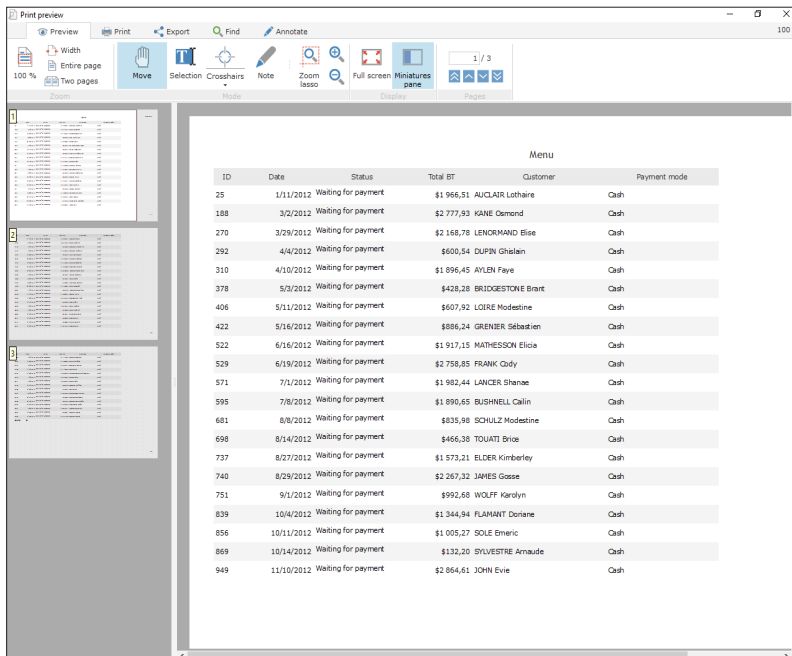 Print preview
Preview Print Export Find Annotate 100
100 %
Width
Entire page
Two pages
Zoom
Move Selection Crosshairs Note Zoom lasso
Mode
Full screen Miniatures pane
Display
1 / 3
Pages
1
2
3
Menu
ID Date Status Total BT Customer Payment mode
25 1/11/2012 Waiting for payment $1 966,51 AUCLAIR Lothaire Cash
188 3/2/2012 Waiting for payment $2 777,93 KANE Osmond Cash
270 3/29/2012 Waiting for payment $2 168,78 LENORMAND Elise Cash
292 4/4/2012 Waiting for payment $600,54 DUPIN Ghislain Cash
310 4/10/2012 Waiting for payment $1 896,45 AYLEN Faye Cash
378 5/3/2012 Waiting for payment $428,28 BRIDGESTONE Brant Cash
406 5/11/2012 Waiting for payment $607,92 LOIRE Modestine Cash
422 5/16/2012 Waiting for payment $886,24 GRENIER Sébastien Cash
522 6/16/2012 Waiting for payment $1 917,15 MATHESSON Elicia Cash
529 6/19/2012 Waiting for payment $2 758,85 FRANK Cody Cash
571 7/1/2012 Waiting for payment $1 982,44 LANCER Shanae Cash
595 7/8/2012 Waiting for payment $1 890,65 BUSHNELL Cailin Cash
681 8/8/2012 Waiting for payment $835,98 SCHULZ Modestine Cash
698 8/14/2012 Waiting for payment $466,38 TOUATI Brice Cash
737 8/27/2012 Waiting for payment $1 573,21 ELDER Kimberley Cash
740 8/29/2012 Waiting for payment $2 267,32 JAMES Gosse Cash
751 9/1/2012 Waiting for payment $992,68 WOLFF Karolyn Cash
839 10/4/2012 Waiting for payment $1 344,94 FLAMANT Doriane Cash
856 10/11/2012 Waiting for payment $1 005,27 SOLE Emeric Cash
869 10/14/2012 Waiting for payment $132,20 SYLVESTRE Arnaude Cash
949 11/10/2012 Waiting for payment $2 864,61 JOHN Evie Cash